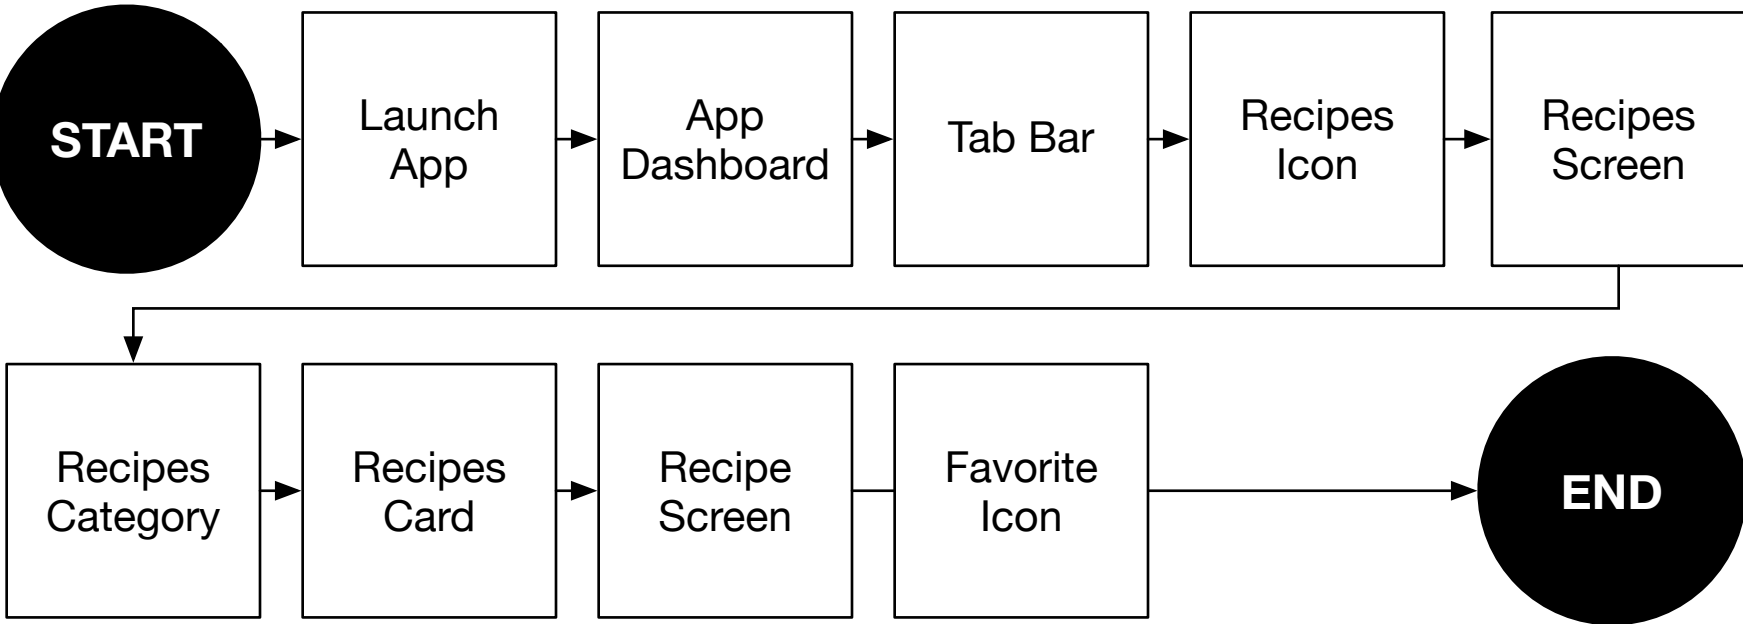 START
Launch
App
App
Dashboard
Tab Bar
Recipes
Icon
Recipes
Screen
Recipes
Category
Recipes
Card
Recipe
Screen
Favorite
Icon
END